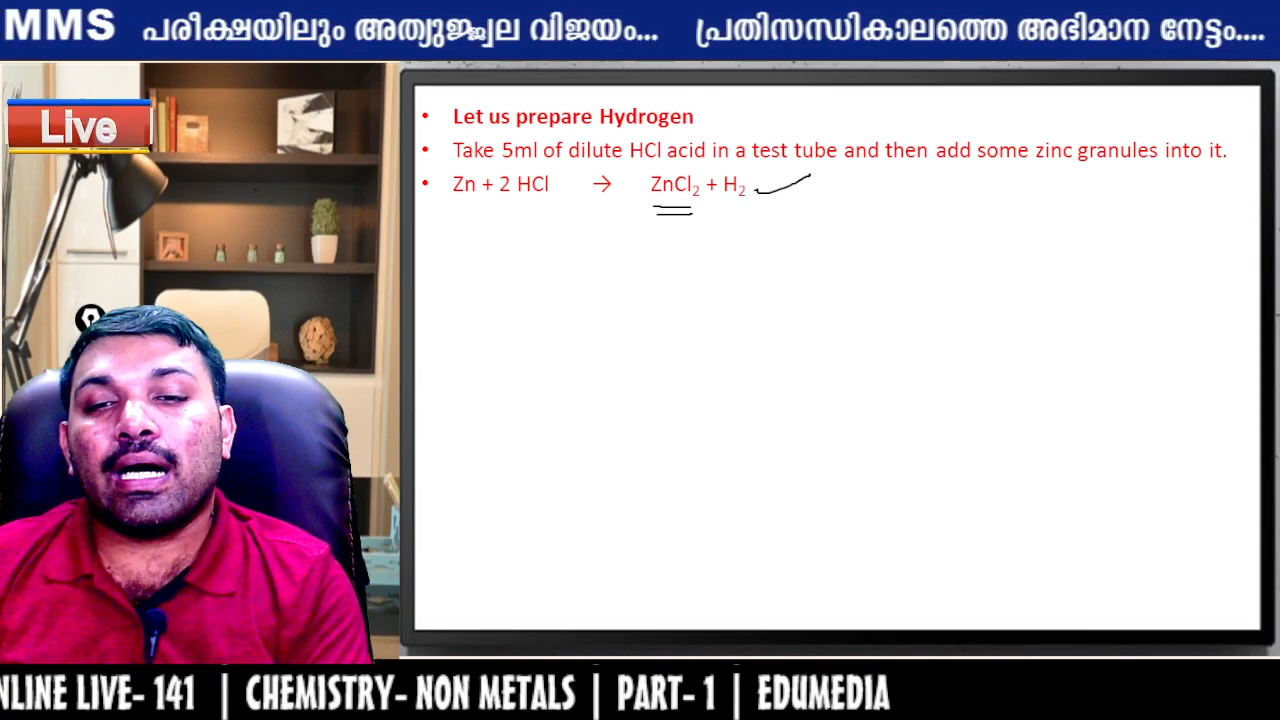 MMS പരീക്ഷയിലും അത്യുജ്ജ്വല വിജയം... പ്രതിസന്ധികാലത്തെ അഭിമാന നേട്ടം....
Live
• Let us prepare Hydrogen
• Take 5ml of dilute HCl acid in a test tube and then add some zinc granules into it.
• Zn + 2 HCl → ZnCl₂ + H₂
NLINE LIVE- 141 | CHEMISTRY- NON METALS | PART- 1 | EDUMEDIA